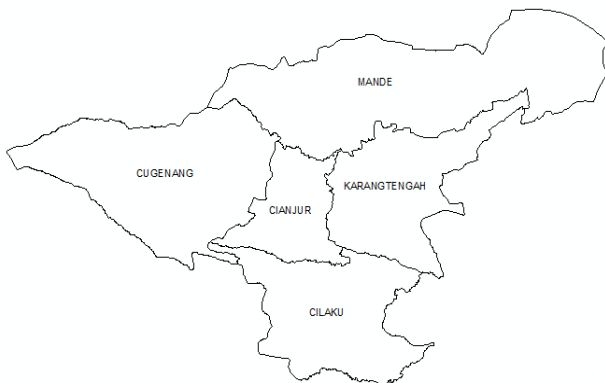 MANDE
CUGENANG
KARANGTENGAH
CIANJUR
CILAKU